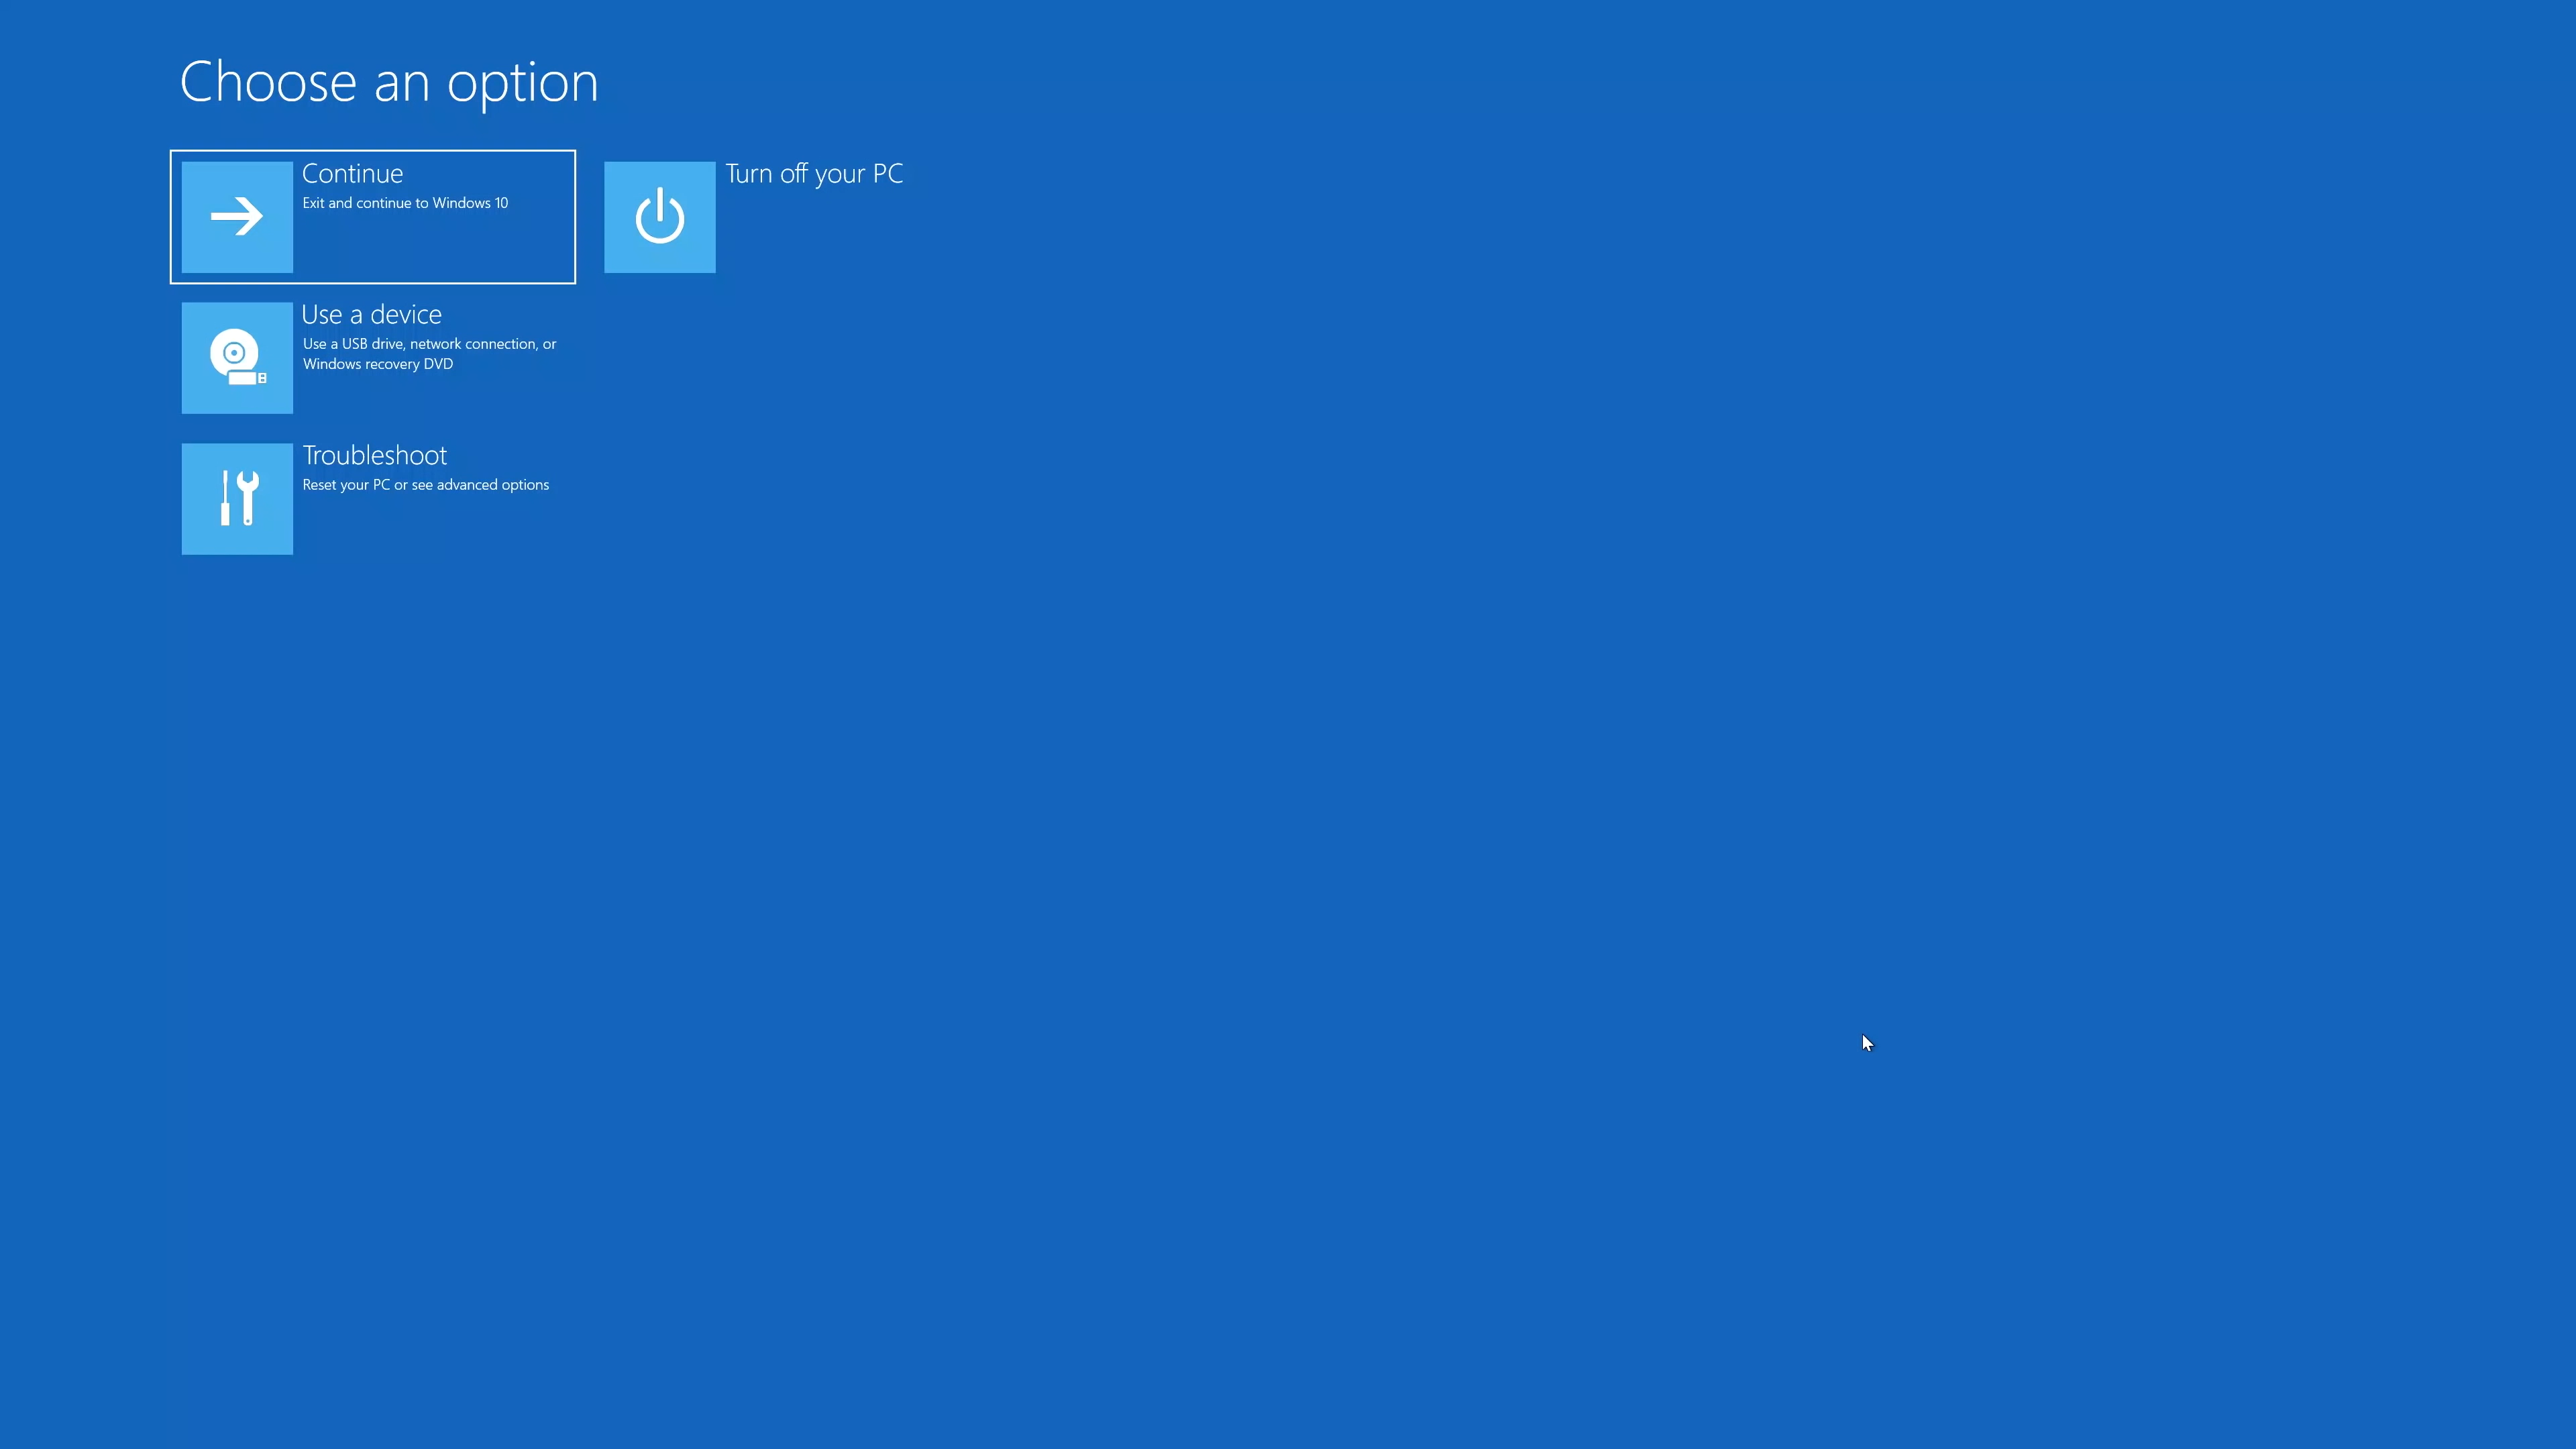 Choose an option
Continue
Exit and continue to Windows 10
Turn off your PC
Use a device
Use a USB drive, network connection, or
Windows recovery DVD
Troubleshoot
Reset your PC or see advanced options